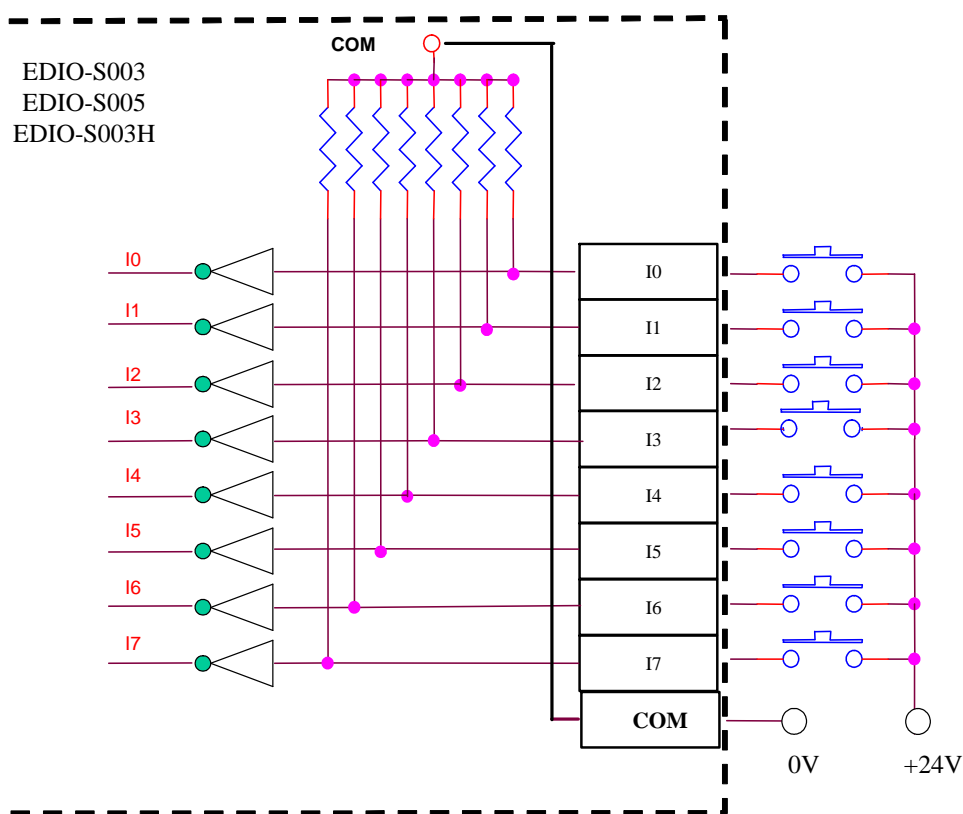 COM
EDIO-S003
EDIO-S005
EDIO-S003H
I0
I0
I1
I1
I2
I2
I3
I3
I4
I4
I5
I5
I6
I6
I7
I7
COM
0V
+24V